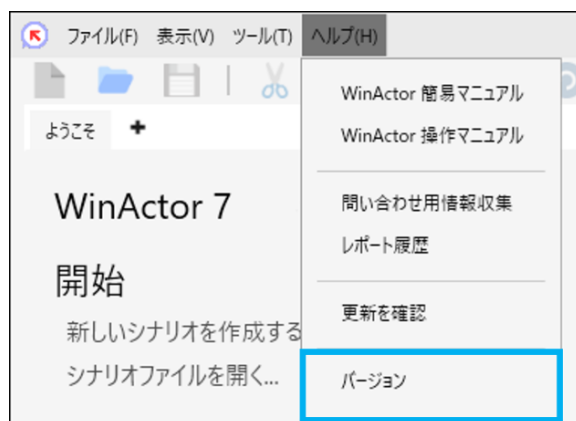 ファイル(F) 表示(V) ツール(T) ヘルプ(H)
WinActor 簡易マニュアル
WinActor 操作マニュアル
問い合わせ用情報収集
レポート履歴
更新を確認
バージョン
ようこそ
WinActor 7
開始
新しいシナリオを作成する
シナリオファイルを開く...